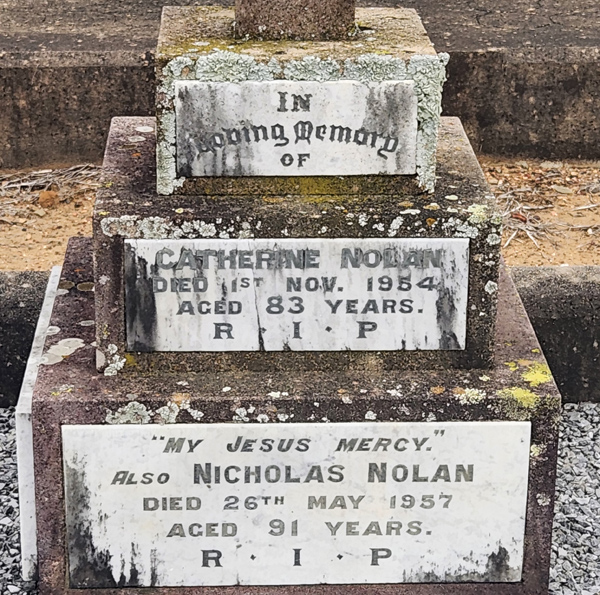 IN
Loving Memory
OF
CATHERINE NOLAN
DIED 1ST NOV. 1954
AGED 83 YEARS.
R · I · P
"MY JESUS MERCY."
ALSO NICHOLAS NOLAN
DIED 26TH MAY 1957
AGED 91 YEARS.
R · I · P